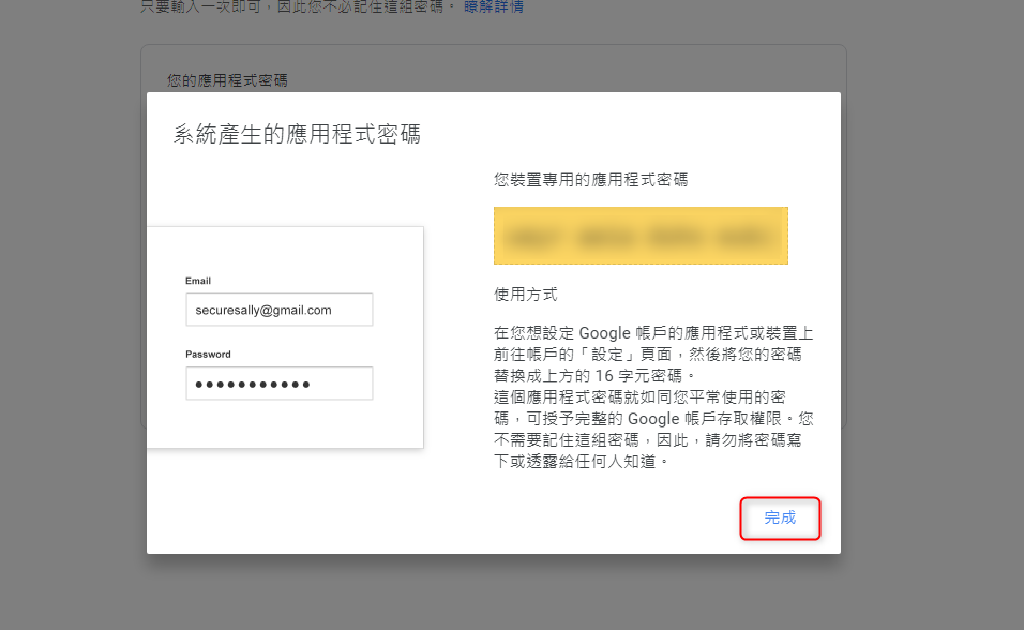 只要輸入一次即可，因此您不必記住這組密碼。 瞭解詳情
您的應用程式密碼
系統產生的應用程式密碼
您裝置專用的應用程式密碼
Email
securesally@gmail.com
Password
使用方式
在您想設定 Google 帳戶的應用程式或裝置上
前往帳戶的「設定」頁面，然後將您的密碼
替換成上方的 16 字元密碼。
這個應用程式密碼就如同您平常使用的密
碼，可授予完整的 Google 帳戶存取權限。您
不需要記住這組密碼，因此，請勿將密碼寫
下或透露給任何人知道。
完成